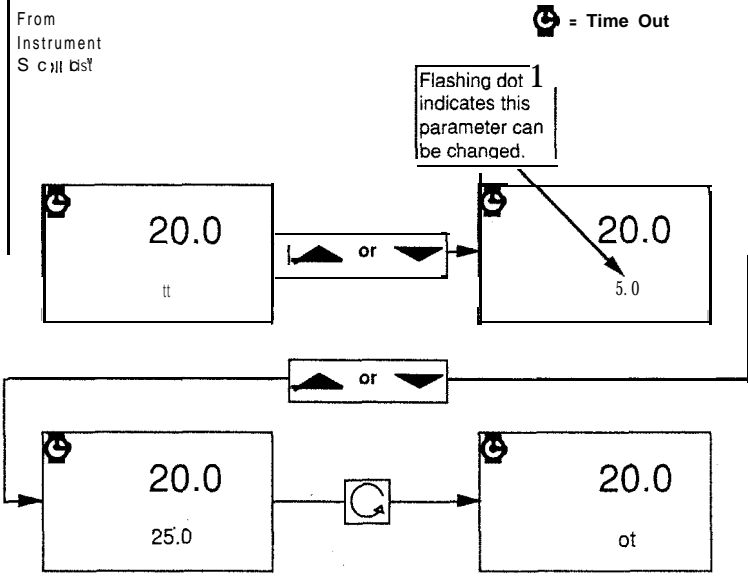 From
Instrument
= Time Out
Flashing dot 1
indicates this
parameter can
be changed.
20.0
tt
or
20.0
5.0
or
20.0
25.0
20.0
ot